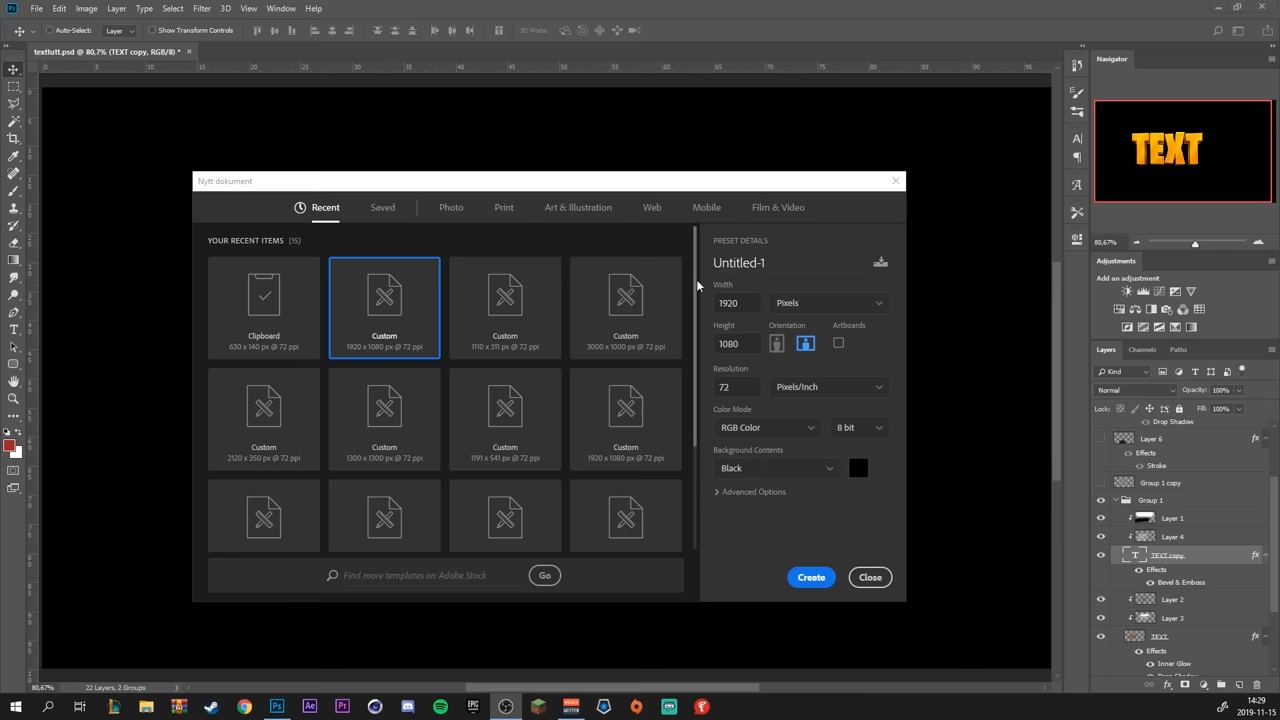 File Edit Image Layer Type Select Filter 3D View Window Help
Auto-Select: Layer Show Transform Controls 3D Mode:
texttutt.psd @ 80,7% (TEXT copy, RGB/8) *
Navigator
TEXT
Nytt dokument
Recent Saved Photo Print Art & Illustration Web Mobile Film & Video
YOUR RECENT ITEMS (15)
Clipboard
630 x 140 px @ 72 ppi
Custom
1920 x 1080 px @ 72 ppi
Custom
1110 x 311 px @ 72 ppi
Custom
3000 x 1000 px @ 72 ppi
Custom
2120 x 350 px @ 72 ppi
Custom
1300 x 1300 px @ 72 ppi
Custom
1191 x 541 px @ 72 ppi
Custom
1920 x 1080 px @ 72 ppi
Find more templates on Adobe Stock Go
PRESET DETAILS
Untitled-1
Width
1920 Pixels
Height Orientation Artboards
1080
Resolution
72 Pixels/Inch
Color Mode
RGB Color 8 bit
Background Contents
Black
Advanced Options
Create Close
80,67%
Adjustments
Add an adjustment
Layers Channels Paths
Kind
Normal Opacity: 100%
Lock: Fill: 100%
Drop Shadow
Layer 6 fx
Effects
Stroke
Group 1 copy
Group 1
Layer 1
Layer 4
TEXT copy fx
Effects
Bevel & Emboss
Layer 2
Layer 3
TEXT fx
Effects
Inner Glow
80,67% 22 Layers, 2 Groups
14:29
2019-11-15